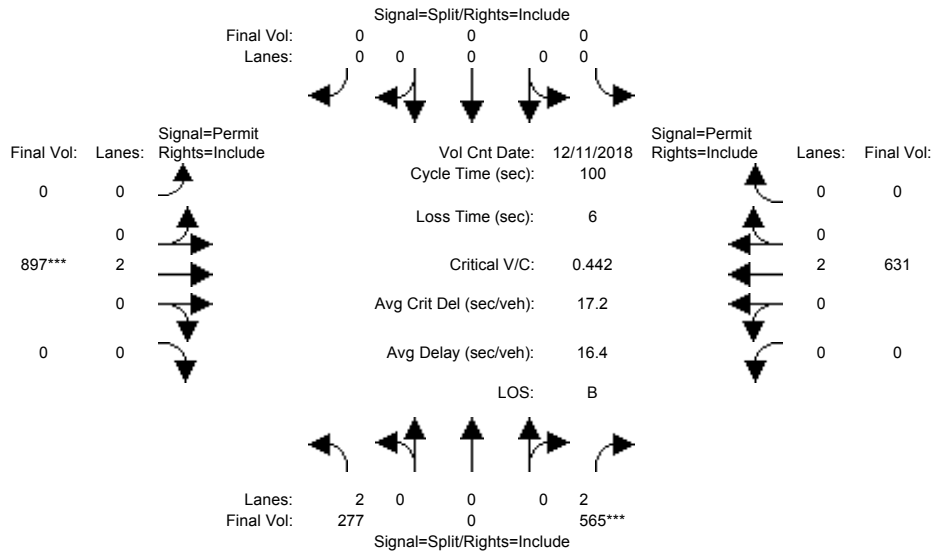 Signal=Split/Rights=Include
Final Vol: 0 0 0
Lanes: 0 0 0 0 0
Signal=Permit Signal=Permit
Final Vol: Lanes: Rights=Include Vol Cnt Date: 12/11/2018 Rights=Include Lanes: Final Vol:
Cycle Time (sec): 100
0 0 0 0
Loss Time (sec): 6
0 0
897*** 2 Critical V/C: 0.442 2 631
0 Avg Crit Del (sec/veh): 17.2 0
0 0 Avg Delay (sec/veh): 16.4 0 0
LOS: B
Lanes: 2 0 0 0 2
Final Vol: 277 0 565***
Signal=Split/Rights=Include